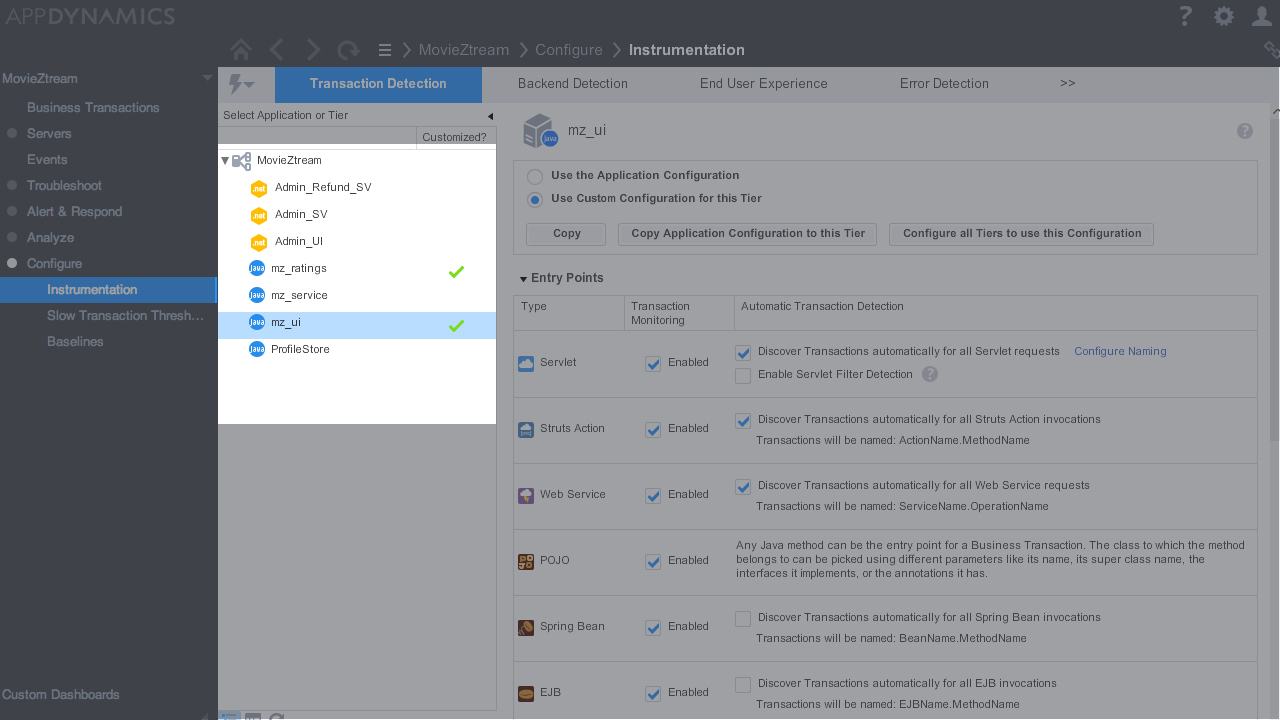 APPDYNAMICS
MovieZtream
Configure
Instrumentation
MovieZtream
Business Transactions
Servers
Events
Troubleshoot
Alert & Respond
Analyze
Configure
Instrumentation
Slow Transaction Thresh...
Baselines
Custom Dashboards
Transaction Detection
Backend Detection
End User Experience
Error Detection
>>
Select Application or Tier
Customized?
MovieZtream
.net Admin_Refund_SV
.net Admin_SV
.net Admin_UI
Java mz_ratings
Java mz_service
Java mz_ui
Java ProfileStore
Java mz_ui
?
Use the Application Configuration
Use Custom Configuration for this Tier
Copy
Copy Application Configuration to this Tier
Configure all Tiers to use this Configuration
Entry Points
Type
Transaction
Monitoring
Automatic Transaction Detection
Servlet
Enabled
Discover Transactions automatically for all Servlet requests
Configure Naming
Enable Servlet Filter Detection ?
Struts Action
Enabled
Discover Transactions automatically for all Struts Action invocations
Transactions will be named: ActionName.MethodName
Web Service
Enabled
Discover Transactions automatically for all Web Service requests
Transactions will be named: ServiceName.OperationName
POJO
Enabled
Any Java method can be the entry point for a Business Transaction. The class to which the method
belongs to can be picked using different parameters like its name, its super class name, the
interfaces it implements, or the annotations it has.
Spring Bean
Enabled
Discover Transactions automatically for all Spring Bean invocations
Transactions will be named: BeanName.MethodName
EJB
Enabled
Discover Transactions automatically for all EJB invocations
Transactions will be named: EJBName.MethodName